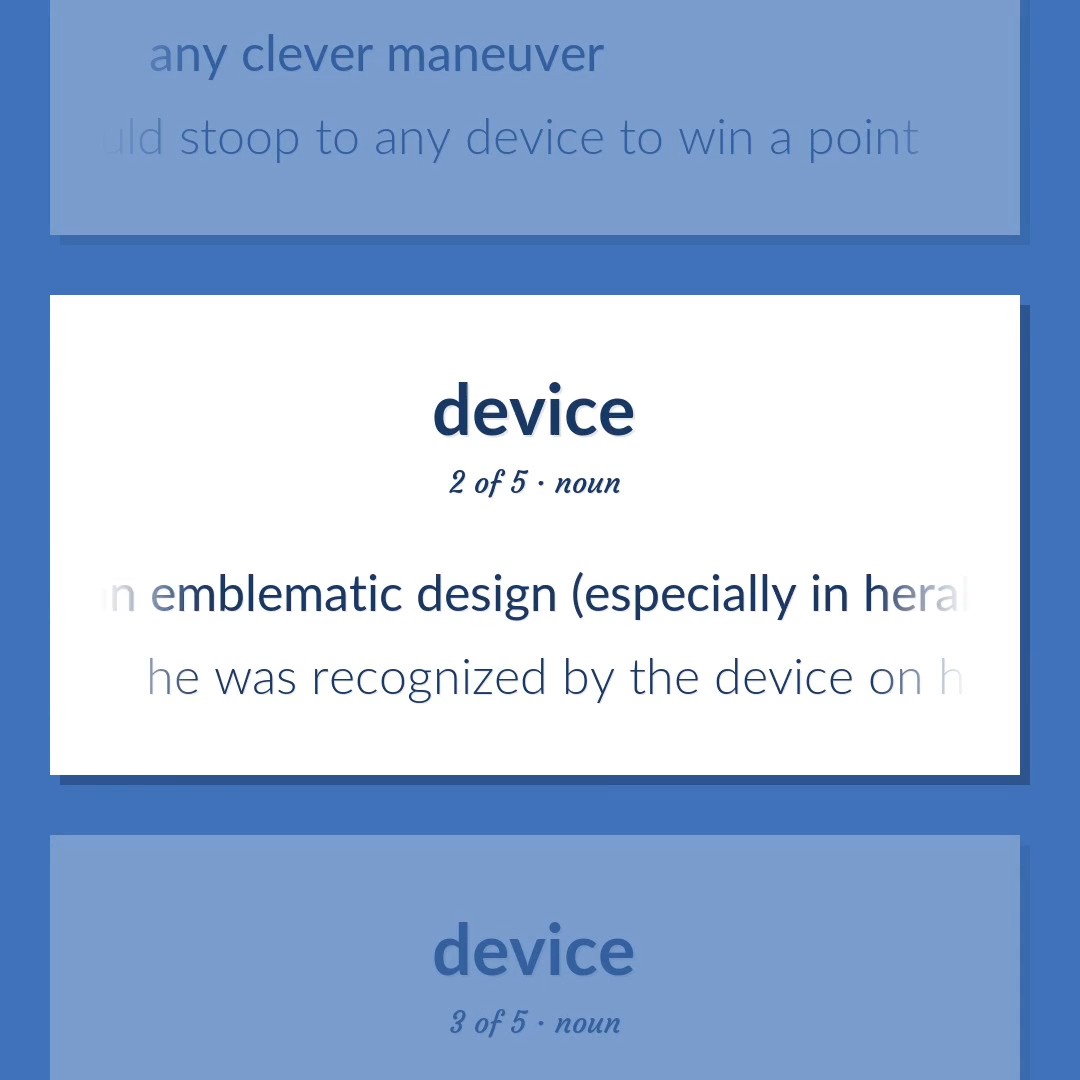 any clever maneuver
stoop to any device to win a point
device
2 of 5 · noun
emblematic design (especially in
he was recognized by the device on
device
3 of 5 · noun